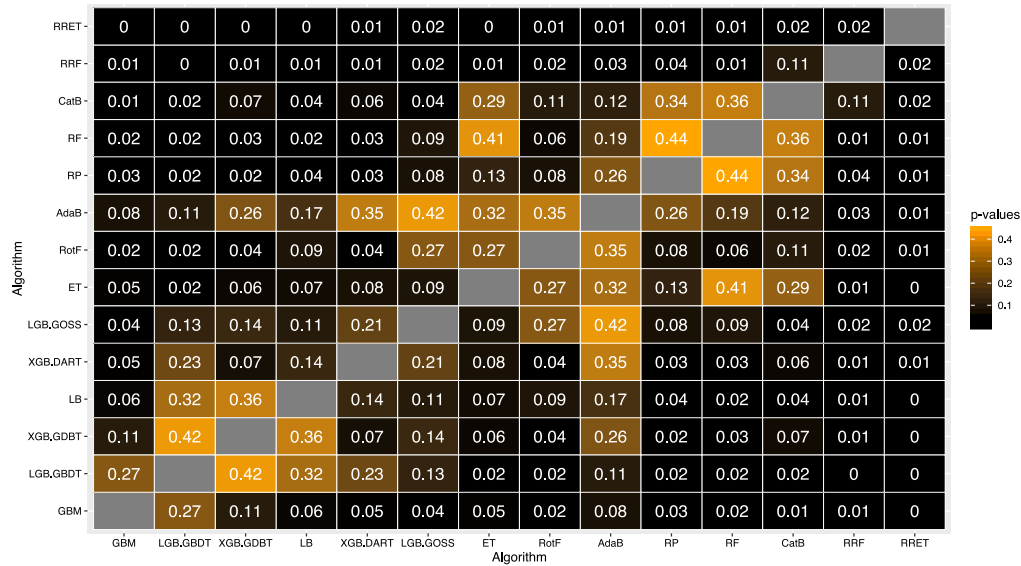 RRET 0 0 0 0 0.01 0.02 0 0.01 0.01 0.01 0.01 0.02 0.02
RRF 0.01 0 0.01 0.01 0.01 0.02 0.01 0.02 0.03 0.04 0.01 0.11 0.02
CatB 0.01 0.02 0.07 0.04 0.06 0.04 0.29 0.11 0.12 0.34 0.36 0.11 0.02
RF 0.02 0.02 0.03 0.02 0.03 0.09 0.41 0.06 0.19 0.44 0.36 0.01 0.01
RP 0.03 0.02 0.02 0.04 0.03 0.08 0.13 0.08 0.26 0.44 0.34 0.04 0.01
AdaB 0.08 0.11 0.26 0.17 0.35 0.42 0.32 0.35 0.26 0.19 0.12 0.03 0.01
RotF 0.02 0.02 0.04 0.09 0.04 0.27 0.27 0.35 0.08 0.06 0.11 0.02 0.01
ET 0.05 0.02 0.06 0.07 0.08 0.09 0.27 0.32 0.13 0.41 0.29 0.01 0
LGB.GOSS 0.04 0.13 0.14 0.11 0.21 0.09 0.27 0.42 0.08 0.09 0.04 0.02 0.02
XGB.DART 0.05 0.23 0.07 0.14 0.21 0.08 0.04 0.35 0.03 0.03 0.06 0.01 0.01
LB 0.06 0.32 0.36 0.14 0.11 0.07 0.09 0.17 0.04 0.02 0.04 0.01 0
XGB.GDBT 0.11 0.42 0.36 0.07 0.14 0.06 0.04 0.26 0.02 0.03 0.07 0.01 0
LGB.GBDT 0.27 0.42 0.32 0.23 0.13 0.02 0.02 0.11 0.02 0.02 0.02 0 0
GBM 0.27 0.11 0.06 0.05 0.04 0.05 0.02 0.08 0.03 0.02 0.01 0.01 0
GBM LGB.GBDT XGB.GDBT LB XGB.DART LGB.GOSS ET RotF AdaB RP RF CatB RRF RRET
Algorithm
Algorithm
p-values
0.4
0.3
0.2
0.1